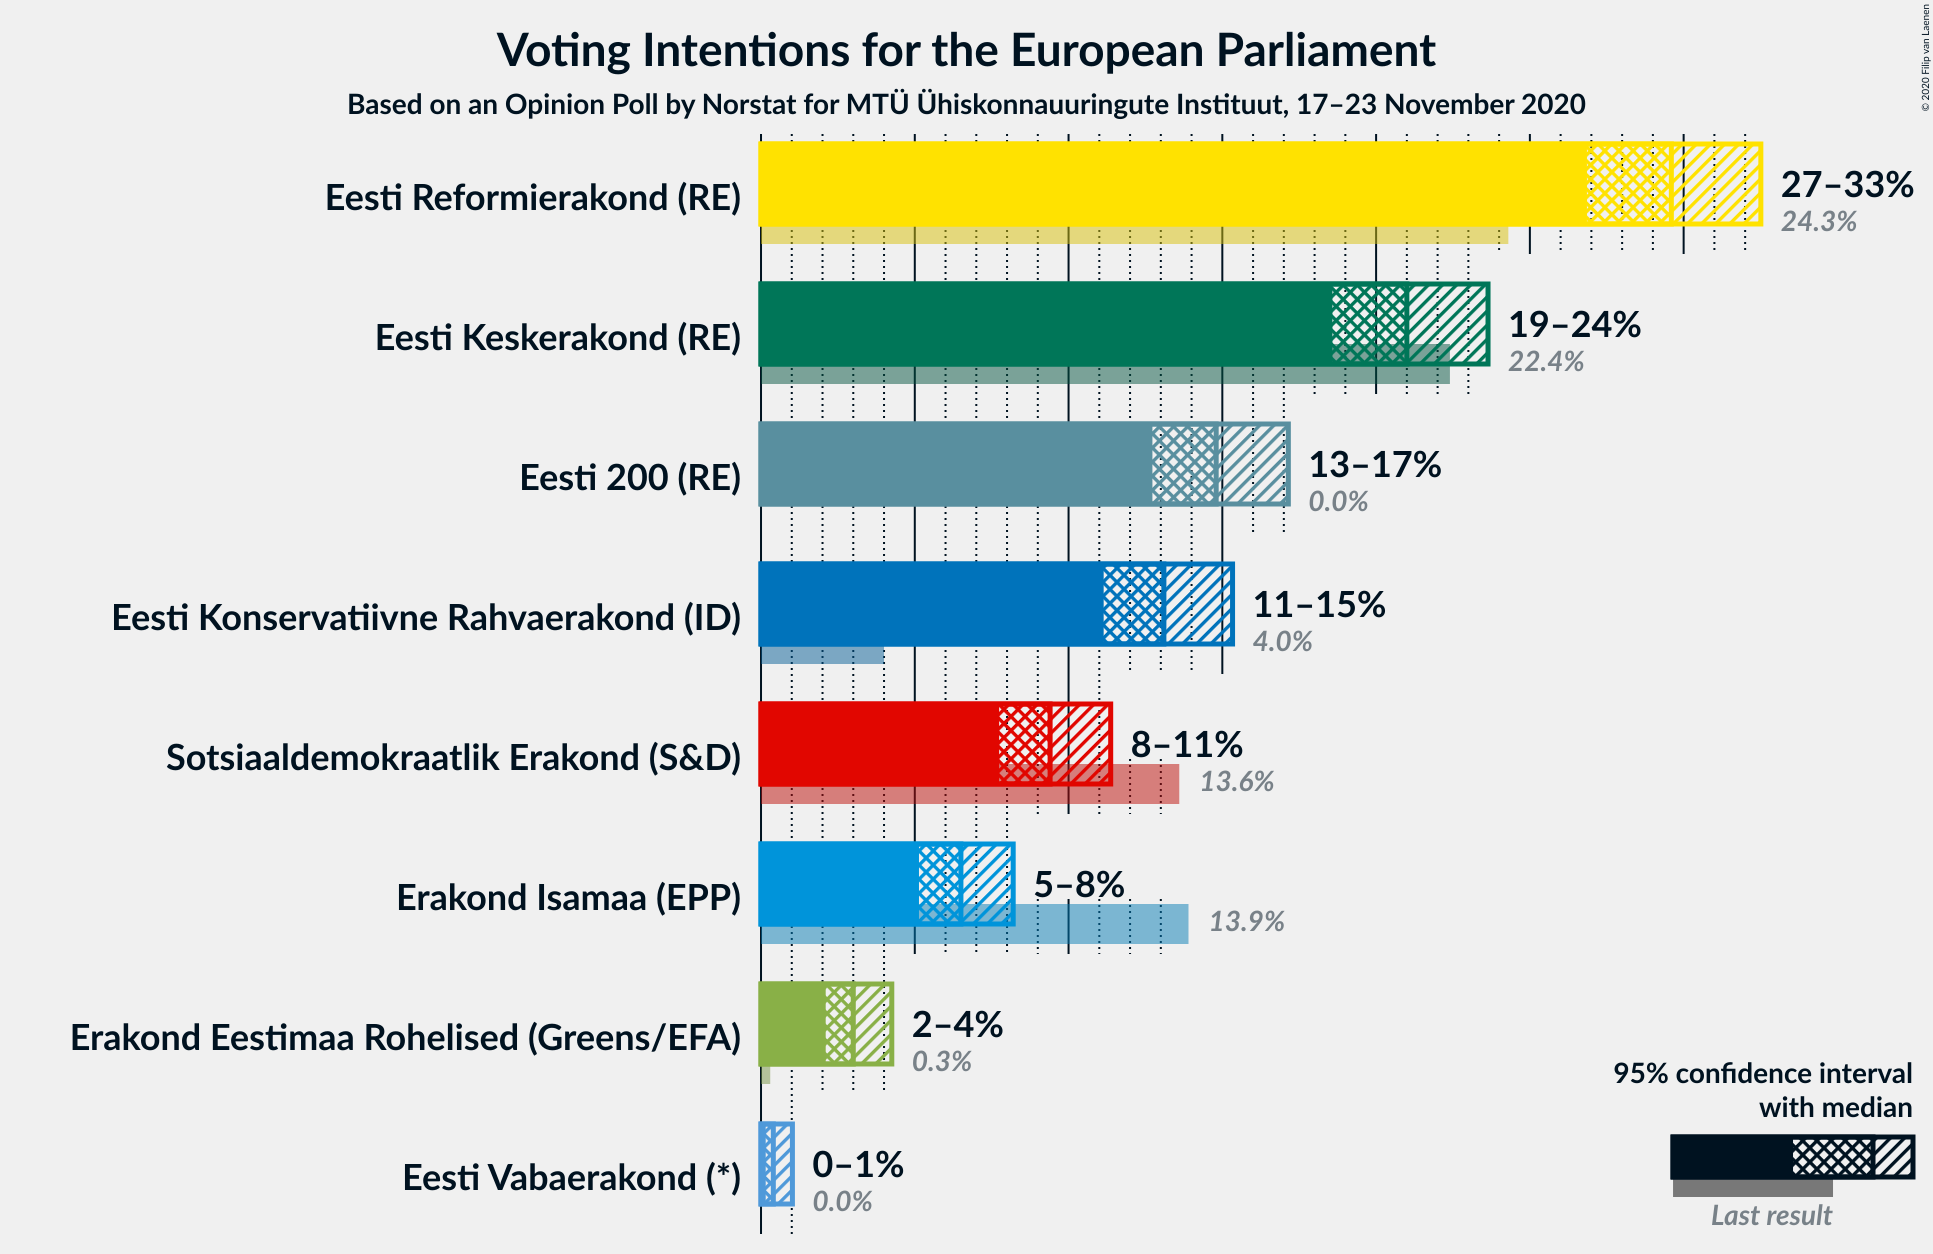 Voting Intentions for the European Parliament
Based on an Opinion Poll by Norstat for MTÜ Ühiskonnauuringute Instituut, 17–23 November 2020
© 2020 Filip van Laenen
Eesti Reformierakond (RE)
27–33%
24.3%
Eesti Keskerakond (RE)
19–24%
22.4%
Eesti 200 (RE)
13–17%
0.0%
Eesti Konservatiivne Rahvaerakond (ID)
11–15%
4.0%
Sotsiaaldemokraatlik Erakond (S&D)
8–11%
13.6%
Erakond Isamaa (EPP)
5–8%
13.9%
Erakond Eestimaa Rohelised (Greens/EFA)
2–4%
0.3%
Eesti Vabaerakond (*)
0–1%
0.0%
95% confidence interval
with median
Last result